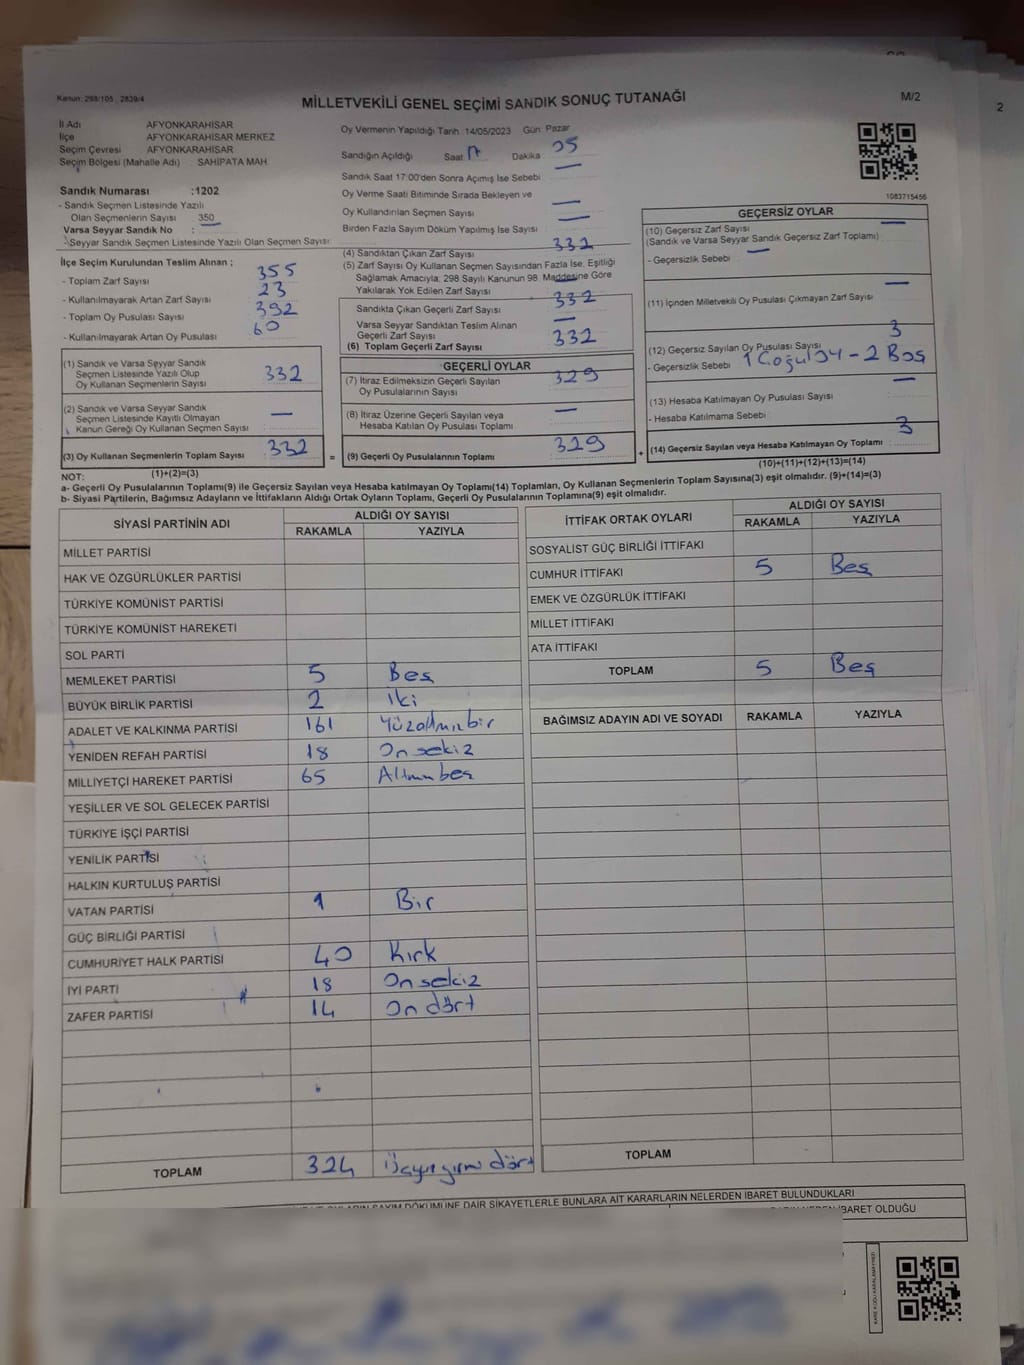 Kanun: 298/105 , 2839/4
MİLLETVEKİLİ GENEL SEÇİMİ SANDIK SONUÇ TUTANAĞI
M/2
2
İl Adı AFYONKARAHİSAR
İlçe AFYONKARAHİSAR MERKEZ
Seçim Çevresi AFYONKARAHİSAR
Seçim Bölgesi (Mahalle Adı) SAHİPATA MAH
Oy Vermenin Yapıldığı Tarih :14/05/2023 Gün: Pazar
Sandığın Açıldığı Saat: 17 Dakika : 05
Sandık Saat 17:00'den Sonra Açımış İse Sebebi —
Oy Verme Saati Bitiminde Sırada Bekleyen ve
Oy Kullandırılan Seçmen Sayısı —
Birden Fazla Sayım Döküm Yapılmış İse Sayısı : —
1083715456
Sandık Numarası :1202
- Sandık Seçmen Listesinde Yazılı
Olan Seçmenlerin Sayısı 350
Varsa Seyyar Sandık No : —
Seyyar Sandık Seçmen Listesinde Yazılı Olan Seçmen Sayısı:
İlçe Seçim Kurulundan Teslim Alınan ;
- Toplam Zarf Sayısı 355
- Kullanılmayarak Artan Zarf Sayısı 23
- Toplam Oy Pusulası Sayısı 392
- Kullanılmayarak Artan Oy Pusulası 60
(4) Sandıktan Çıkan Zarf Sayısı 332
(5) Zarf Sayısı Oy Kullanan Seçmen Sayısından Fazla İse, Eşitliği
Sağlamak Amacıyla: 298 Sayılı Kanunun 98. Maddesine Göre
Yakılarak Yok Edilen Zarf Sayısı —
Sandıkta Çıkan Geçerli Zarf Sayısı 332
Varsa Seyyar Sandıktan Teslim Alınan
Geçerli Zarf Sayısı —
(6) Toplam Geçerli Zarf Sayısı 332
GEÇERSİZ OYLAR
(10) Geçersiz Zarf Sayısı —
(Sandık ve Varsa Seyyar Sandık Geçersiz Zarf Toplamı)
- Geçersizlik Sebebi : —
(11) İçinden Milletvekili Oy Pusulası Çıkmayan Zarf Sayısı —
(12) Geçersiz Sayılan Oy Pusulası Sayısı 3
- Geçersizlik Sebebi : 1 Çoğul oy - 2 Boş
(13) Hesaba Katılmayan Oy Pusulası Sayısı —
- Hesaba Katılmama Sebebi
(14) Geçersiz Sayılan veya Hesaba Katılmayan Oy Toplamı 3
(10)+(11)+(12)+(13)=(14)
(1) Sandık ve Varsa Seyyar Sandık
Seçmen Listesinde Yazılı Olup
Oy Kullanan Seçmenlerin Sayısı 332
(2) Sandık ve Varsa Seyyar Sandık
Seçmen Listesinde Kayıtlı Olmayan
Kanun Gereği Oy Kullanan Seçmen Sayısı —
(3) Oy Kullanan Seçmenlerin Toplam Sayısı 332 =
(1)+(2)=(3)
GEÇERLİ OYLAR
(7) İtiraz Edilmeksizin Geçerli Sayılan
Oy Pusulalarının Sayısı 329
(8) İtiraz Üzerine Geçerli Sayılan veya
Hesaba Katılan Oy Pusulası Toplamı —
(9) Geçerli Oy Pusulalarının Toplamı 329 +
NOT:
a- Geçerli Oy Pusulasının Toplamı(9) ile Geçersiz Sayılan veya Hesaba katılmayan Oy Toplamı(14) Toplamları, Oy Kullanan Seçmenlerin Toplam Sayısına(3) eşit olmalıdır. (9)+(14)=(3)
b- Siyasi Partilerin, Bağımsız Adayların ve İttifakların Aldığı Ortak Oyların Toplamı, Geçerli Oy Pusulalarının Toplamına(9) eşit olmalıdır.
SİYASİ PARTİNİN ADI ALDIĞI OY SAYISI
RAKAMLA YAZIYLA
MİLLET PARTİSİ
HAK VE ÖZGÜRLÜKLER PARTİSİ
TÜRKİYE KOMÜNİST PARTİSİ
TÜRKİYE KOMÜNİST HAREKETİ
SOL PARTİ
MEMLEKET PARTİSİ 5 Beş
BÜYÜK BİRLİK PARTİSİ 2 İki
ADALET VE KALKINMA PARTİSİ 161 Yüzaltmışbir
YENİDEN REFAH PARTİSİ 18 On sekiz
MİLLİYETÇİ HAREKET PARTİSİ 65 Altmışbeş
YEŞİLLER VE SOL GELECEK PARTİSİ
TÜRKİYE İŞÇİ PARTİSİ
YENİLİK PARTİSİ
HALKIN KURTULUŞ PARTİSİ
VATAN PARTİSİ 1 Bir
GÜÇ BİRLİĞİ PARTİSİ
CUMHURİYET HALK PARTİSİ 40 Kırk
İYİ PARTİ 18 On sekiz
ZAFER PARTİSİ 14 On dört
TOPLAM 324 Üçyüzyirmi dört
İTTİFAK ORTAK OYLARI ALDIĞI OY SAYISI
RAKAMLA YAZIYLA
SOSYALİST GÜÇ BİRLİĞİ İTTİFAKI
CUMHUR İTTİFAKI 5 Beş
EMEK VE ÖZGÜRLÜK İTTİFAKI
MİLLET İTTİFAKI
ATA İTTİFAKI
TOPLAM 5 Beş
BAĞIMSIZ ADAYIN ADI VE SOYADI RAKAMLA YAZIYLA
TOPLAM
SAYIM DÖKÜMÜNE DAİR ŞİKAYETLERLE BUNLARA AİT KARARLARIN NELERDEN İBARET BULUNDUKLARI
İBARET OLDUĞU